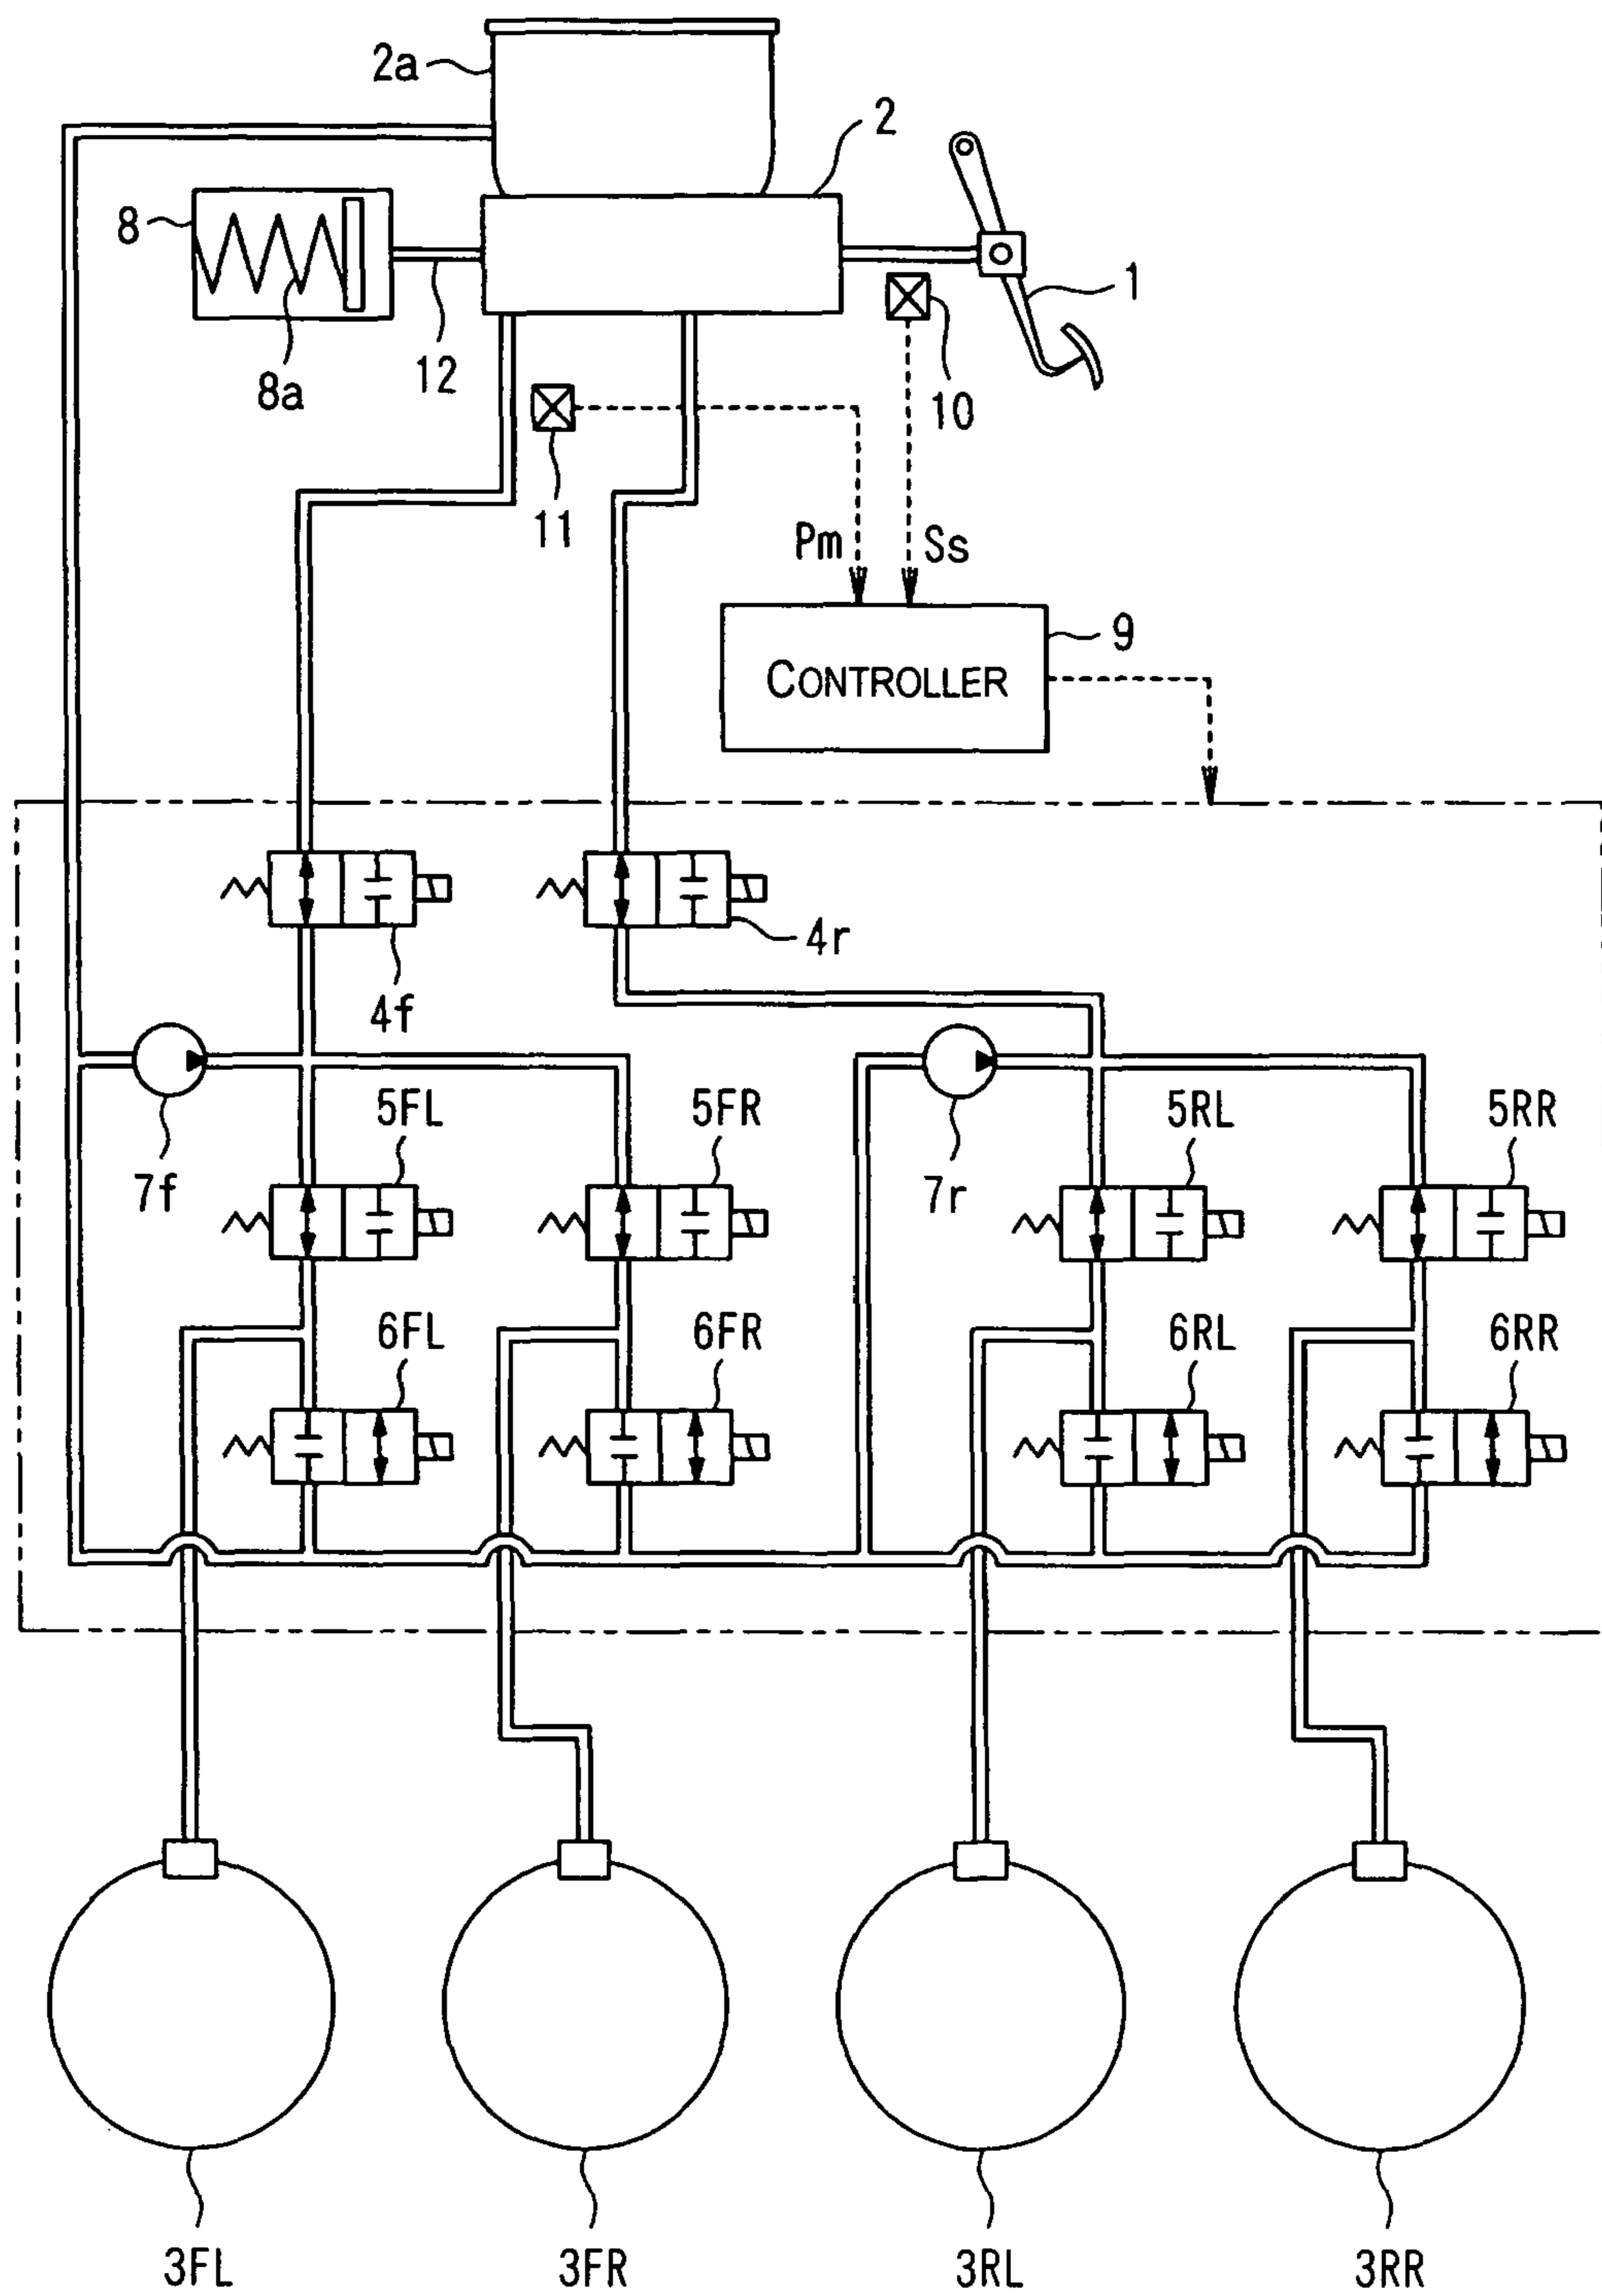 2a
2
8
1
12
8a
10
11
Pm
Ss
9
CONTROLLER
4r
4f
5FL
5FR
5RL
5RR
7f
7r
6FL
6FR
6RL
6RR
3FL
3FR
3RL
3RR